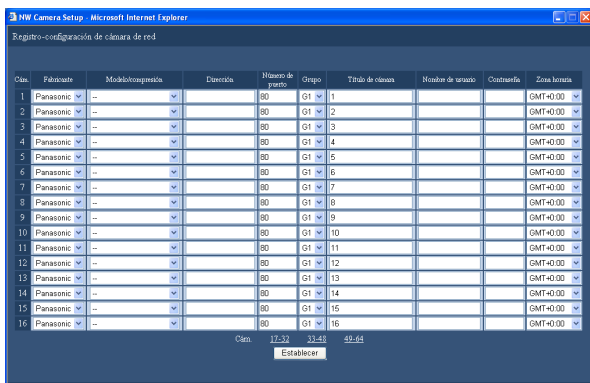 NW Camera Setup - Microsoft Internet Explorer
Registro-configuración de cámara de red
Cám. Fabricante Modelo/compresión Dirección Número de puerto Grupo Título de cámara Nombre de usuario Contraseña Zona horaria
1 Panasonic -- 80 G1 1 GMT+0:00
2 Panasonic -- 80 G1 2 GMT+0:00
3 Panasonic -- 80 G1 3 GMT+0:00
4 Panasonic -- 80 G1 4 GMT+0:00
5 Panasonic -- 80 G1 5 GMT+0:00
6 Panasonic -- 80 G1 6 GMT+0:00
7 Panasonic -- 80 G1 7 GMT+0:00
8 Panasonic -- 80 G1 8 GMT+0:00
9 Panasonic -- 80 G1 9 GMT+0:00
10 Panasonic -- 80 G1 10 GMT+0:00
11 Panasonic -- 80 G1 11 GMT+0:00
12 Panasonic -- 80 G1 12 GMT+0:00
13 Panasonic -- 80 G1 13 GMT+0:00
14 Panasonic -- 80 G1 14 GMT+0:00
15 Panasonic -- 80 G1 15 GMT+0:00
16 Panasonic -- 80 G1 16 GMT+0:00
Cám. 17-32 33-48 49-64
Establecer